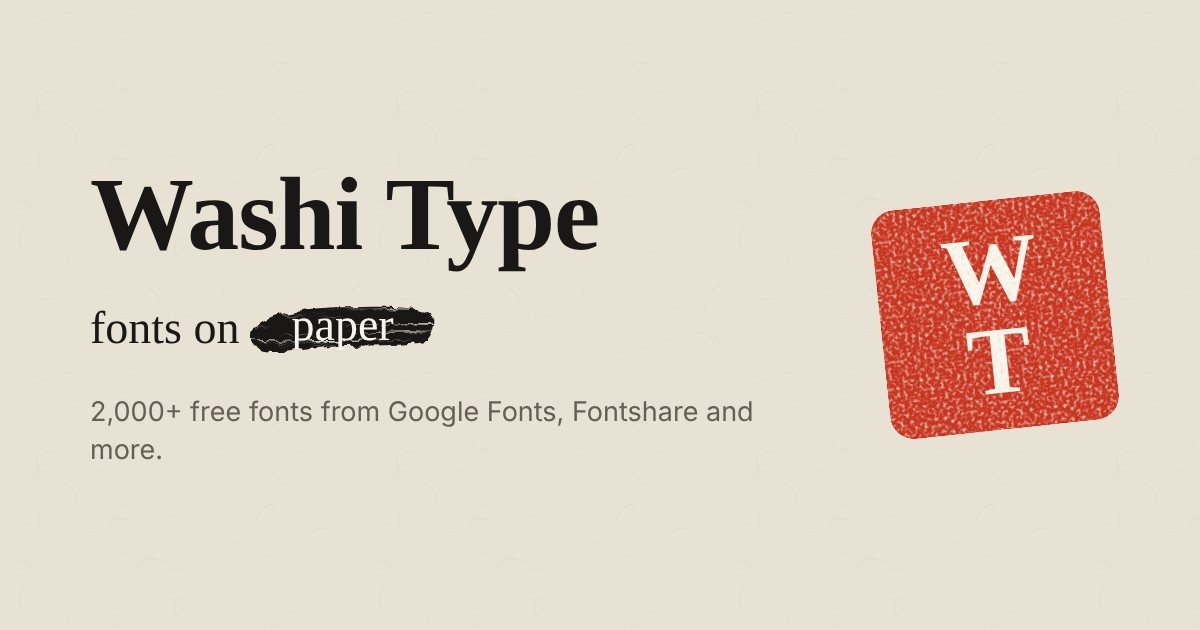 Washi Type
fonts on paper
2,000+ free fonts from Google Fonts, Fontshare and
more.
W
T